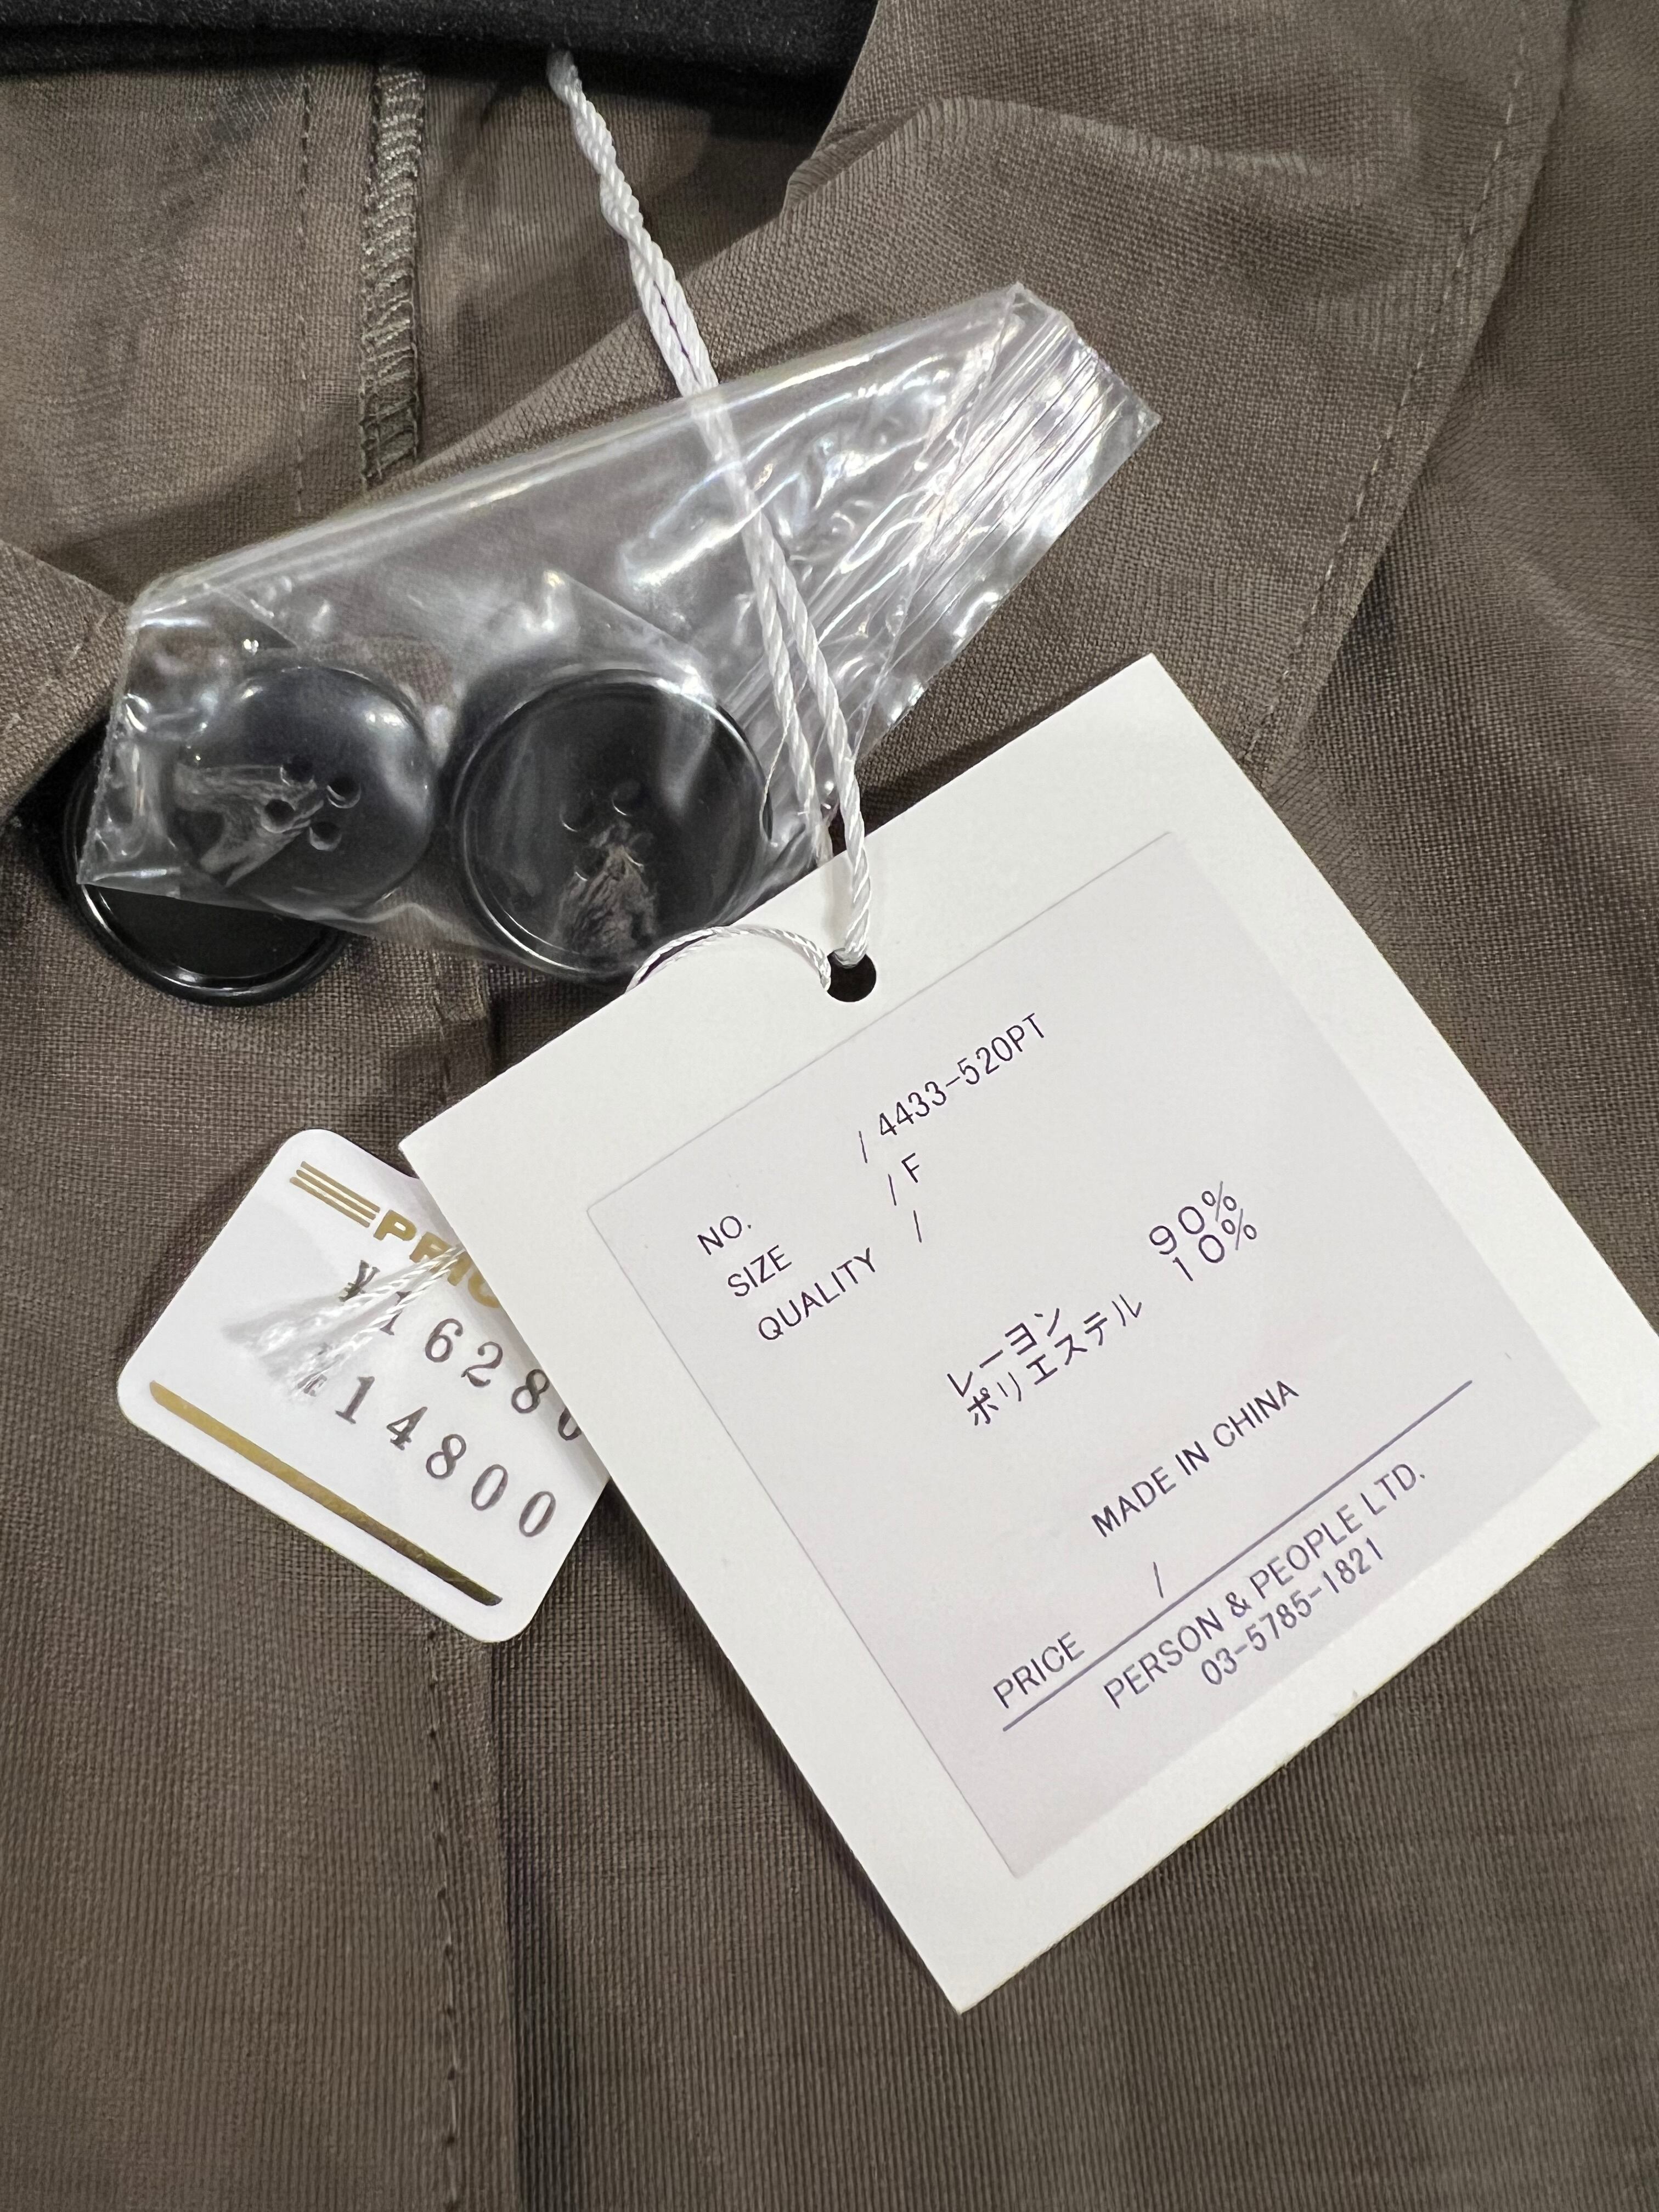 NO. / 4433-520PT
SIZE / F
QUALITY /
レーヨン 90%
ポリエステル 10%
MADE IN CHINA
PRICE /
PERSON & PEOPLE LTD.
03-5785-1821
¥14800